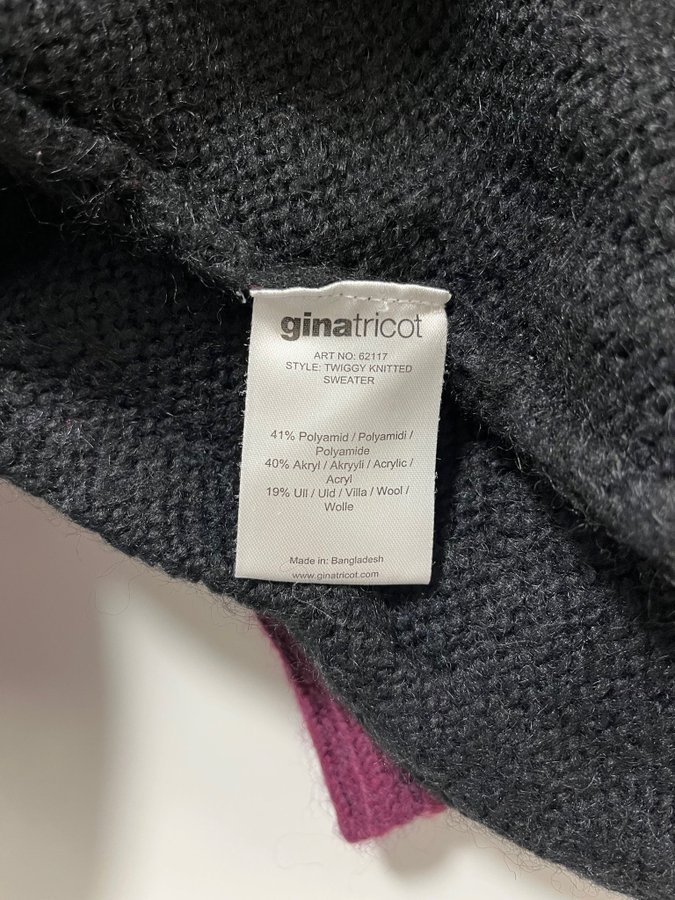 ginatricot
ART NO: 62117
STYLE: TWIGGY KNITTED
SWEATER
41% Polyamid / Polyamidi /
Polyamide
40% Akryl / Akryyli / Acrylic /
Acryl
19% Ull / Uld / Villa / Wool /
Wolle
Made in: Bangladesh
www.ginatricot.com